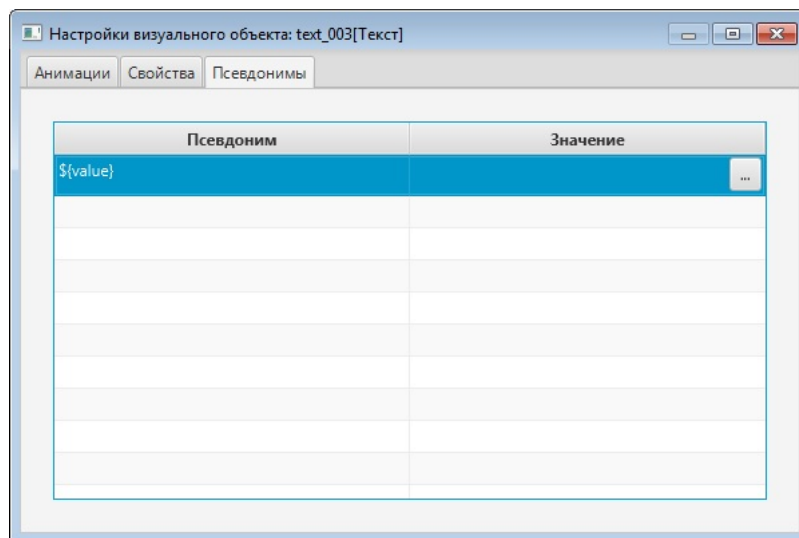 Настройки визуального объекта: text_003[Текст]
Анимации Свойства Псевдонимы
Псевдоним Значение
${value} ...